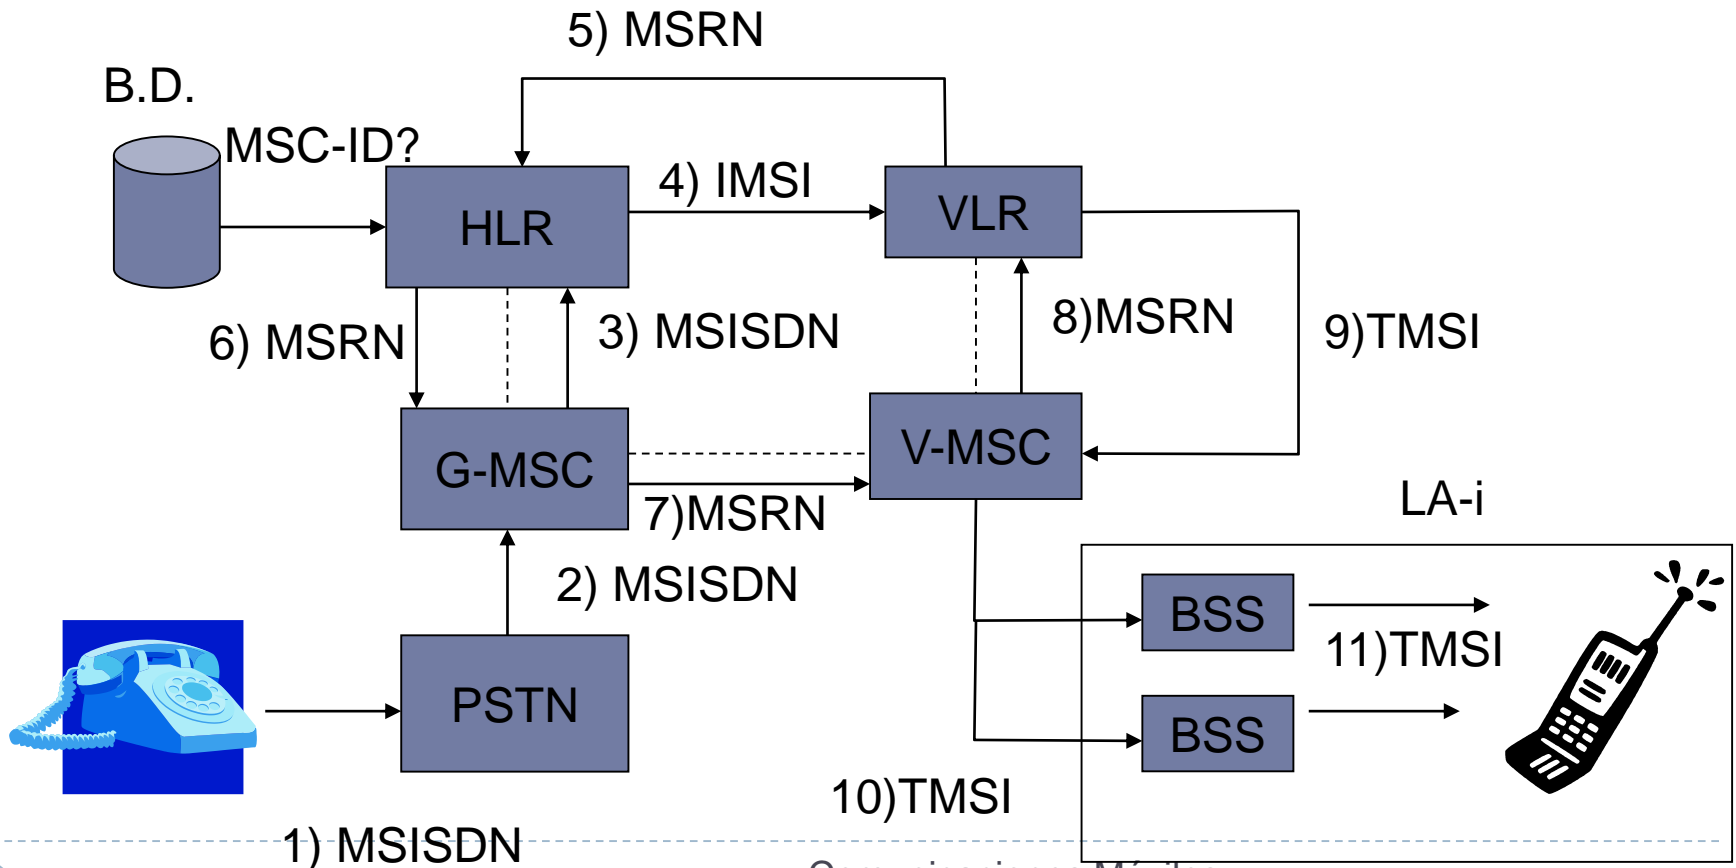 5) MSRN
B.D.
MSC-ID?
4) IMSI
HLR
VLR
6) MSRN
3) MSISDN
8)MSRN
9)TMSI
G-MSC
V-MSC
7)MSRN
LA-i
2) MSISDN
BSS
11)TMSI
PSTN
BSS
10)TMSI
1) MSISDN